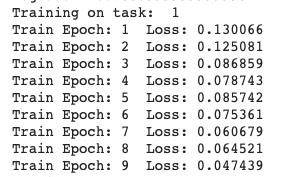 Training on task: 1
Train Epoch: 1 Loss: 0.130066
Train Epoch: 2 Loss: 0.125081
Train Epoch: 3 Loss: 0.086859
Train Epoch: 4 Loss: 0.078743
Train Epoch: 5 Loss: 0.085742
Train Epoch: 6 Loss: 0.075361
Train Epoch: 7 Loss: 0.060679
Train Epoch: 8 Loss: 0.064521
Train Epoch: 9 Loss: 0.047439